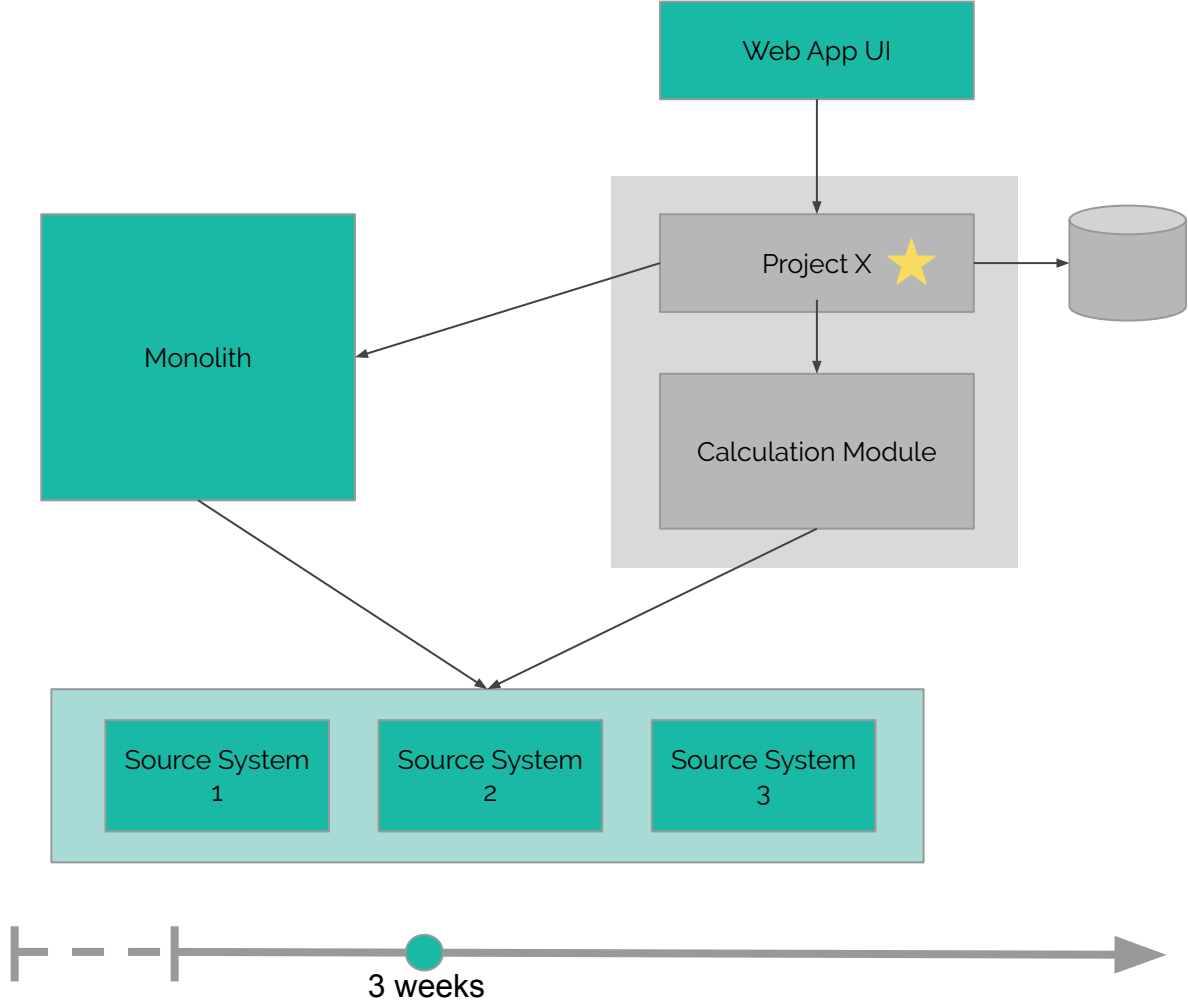 Web App UI
Project X
Monolith
Calculation Module
Source System
1
Source System
2
Source System
3
3 weeks